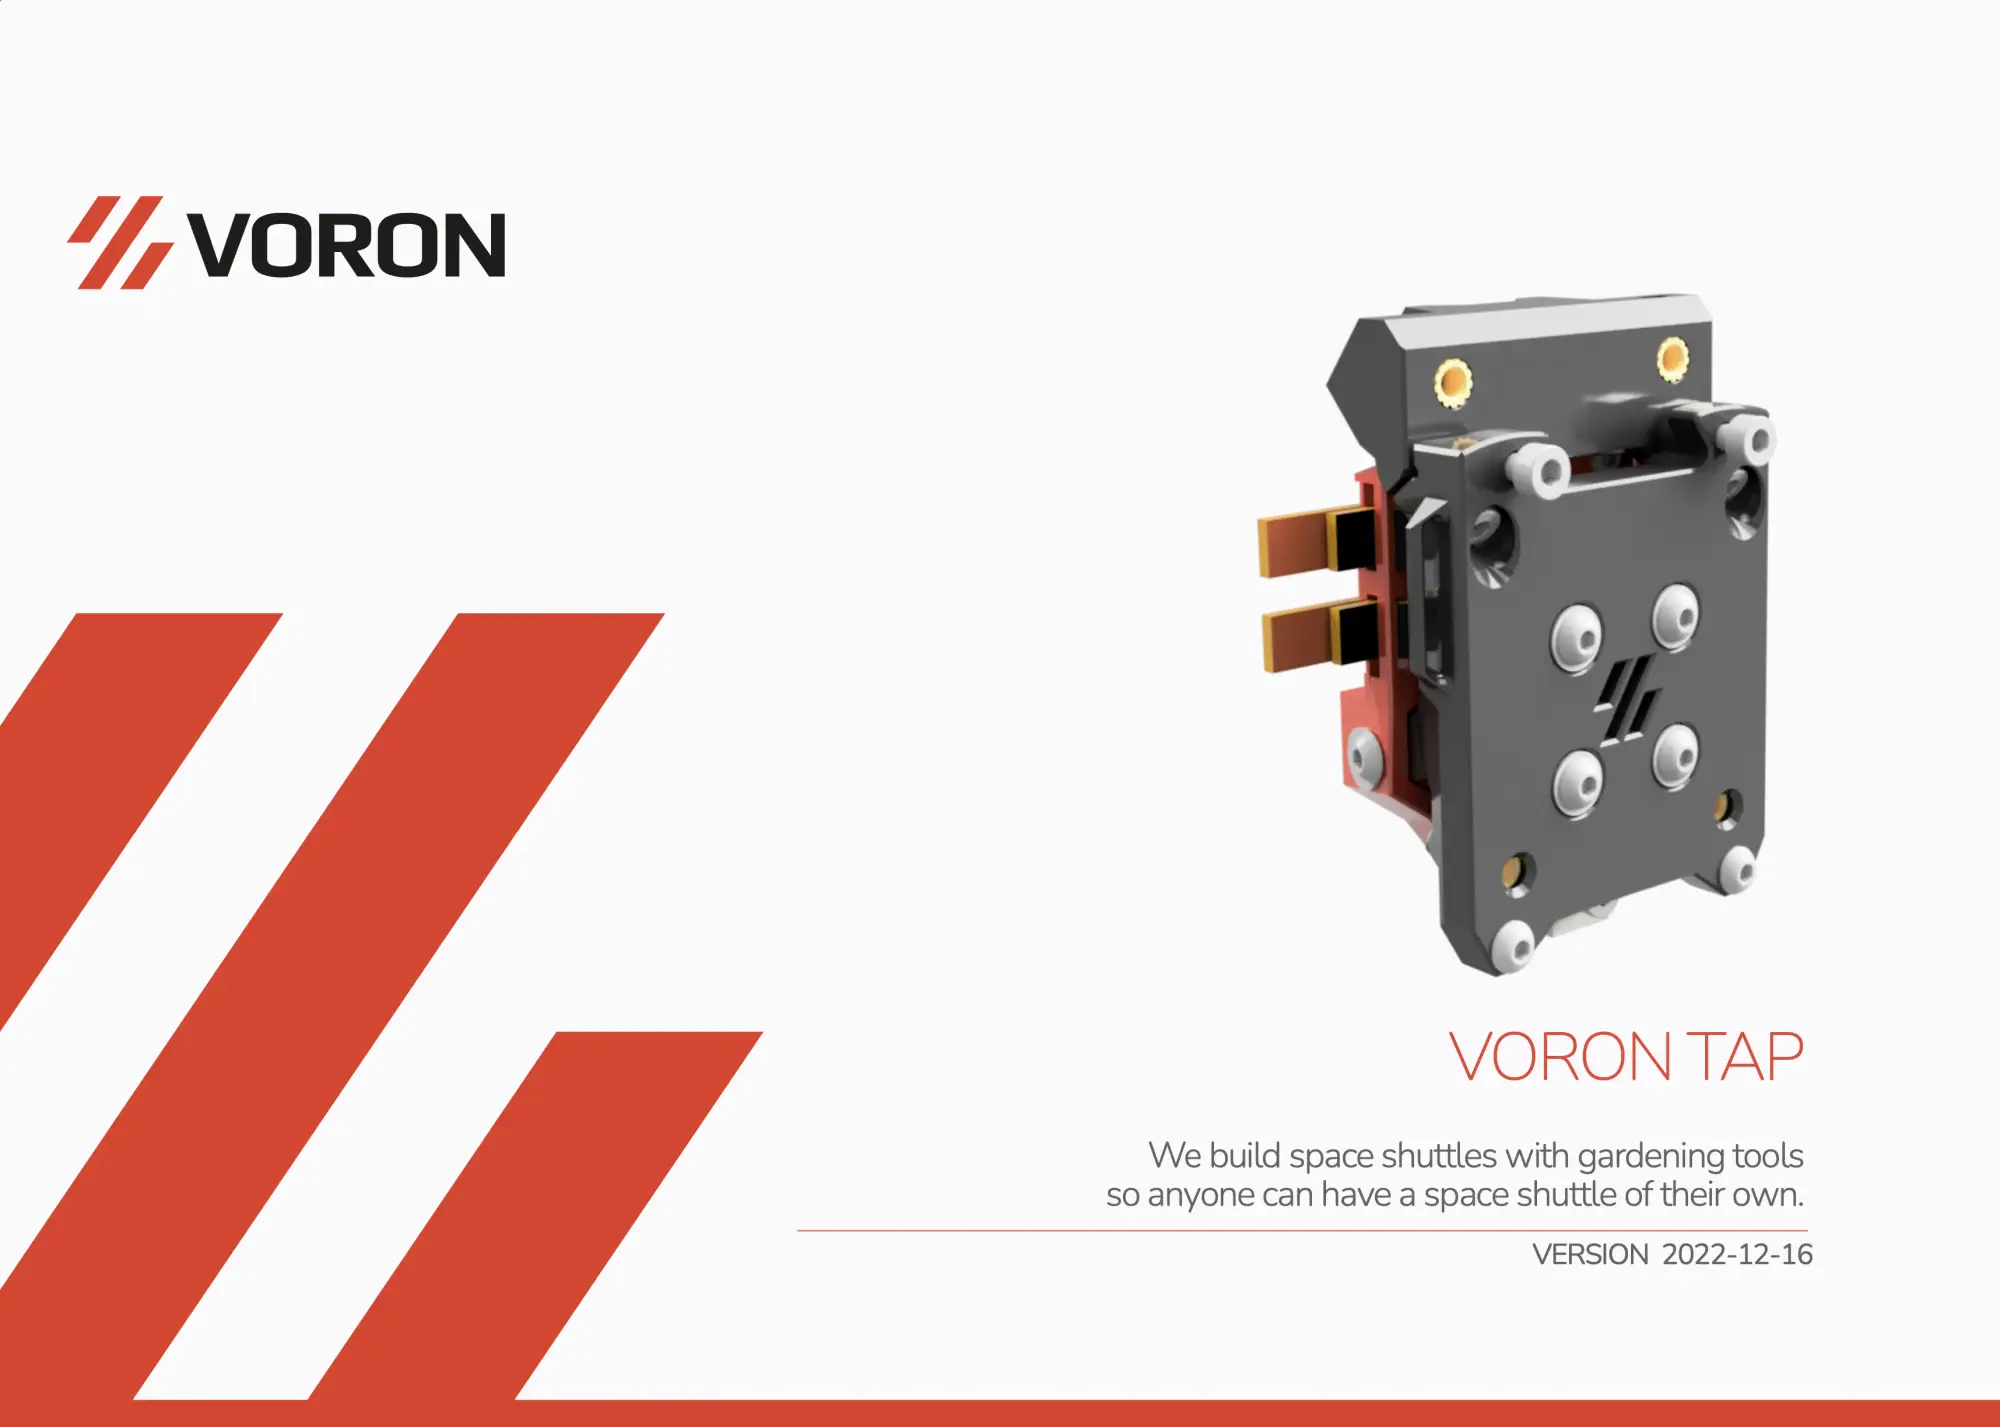 VORON
VORON TAP
We build space shuttles with gardening tools
so anyone can have a space shuttle of their own.
VERSION 2022-12-16